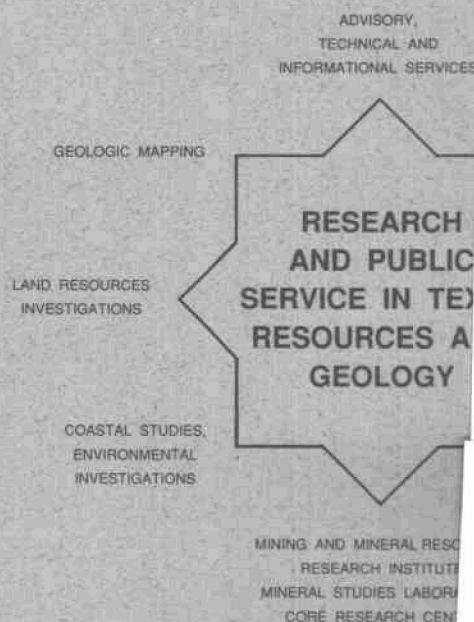 ADVISORY,
TECHNICAL AND
INFORMATIONAL SERVICES
GEOLOGIC MAPPING
RESEARCH
AND PUBLIC
SERVICE IN TEX
RESOURCES A
GEOLOGY
LAND RESOURCES
INVESTIGATIONS
COASTAL STUDIES,
ENVIRONMENTAL
INVESTIGATIONS
MINING AND MINERAL RESO
RESEARCH INSTITUTE
MINERAL STUDIES LABORA
CORE RESEARCH CENT